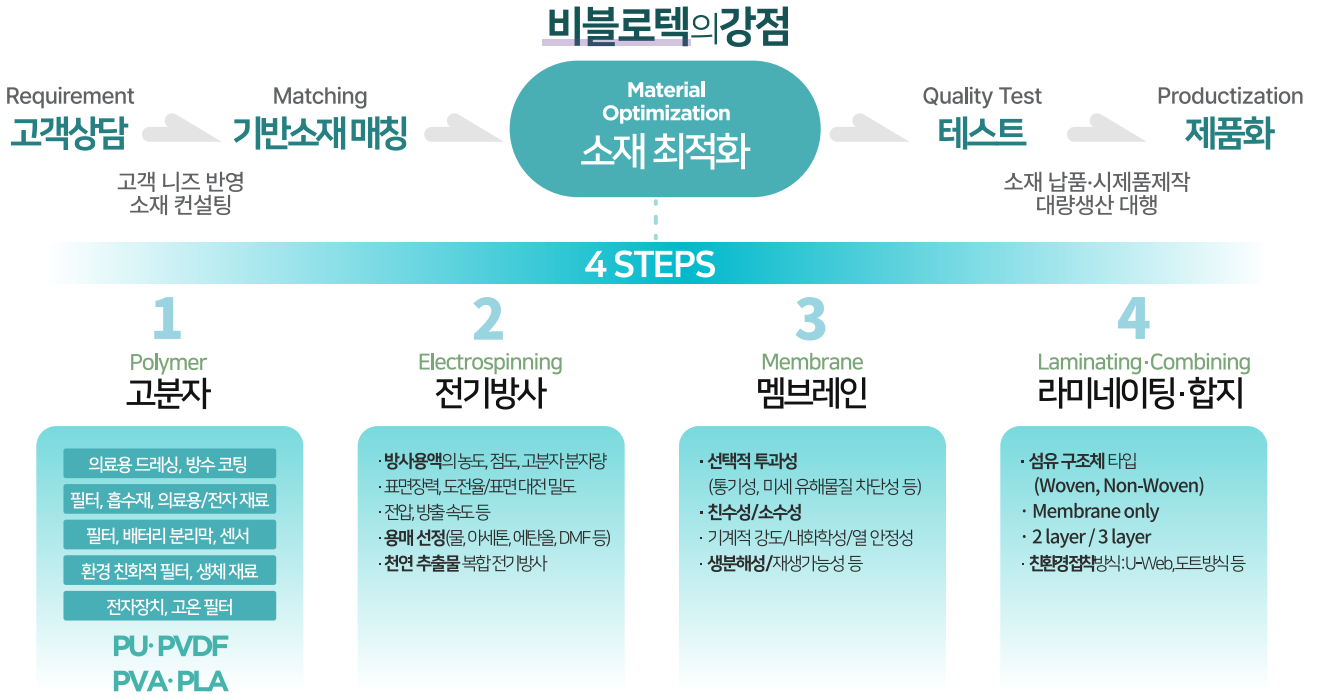 비블로텍의강점
Requirement
고객상담
Matching
기반소재 매칭
고객 니즈 반영
소재 컨설팅
Material
Optimization
소재 최적화
Quality Test
테스트
Productization
제품화
소재 납품·시제품제작
대량생산 대행
4 STEPS
1
Polymer
고분자
의료용 드레싱, 방수 코팅
필터, 흡수재, 의료용/전자 재료
필터, 배터리 분리막, 센서
환경 친화적 필터, 생체 재료
전자장치, 고온 필터
PU·PVDF
PVA·PLA
2
Electrospinning
전기방사
· 방사용액의 농도, 점도, 고분자 분자량
· 표면장력, 도전율/표면 대전 밀도
· 전압, 방출 속도 등
· 용매 선정(물, 아세톤, 에탄올, DMF 등)
· 천연 추출물 복합 전기방사
3
Membrane
멤브레인
· 선택적 투과성
(통기성, 미세 유해물질 차단성 등)
· 친수성/소수성
· 기계적 강도/내화학성/열 안정성
· 생분해성/재생가능성 등
4
Laminating·Combining
라미네이팅·합지
· 섬유 구조체 타입
(Woven, Non-Woven)
· Membrane only
· 2 layer / 3 layer
· 친환경접착방식:U-Web,도트방식 등